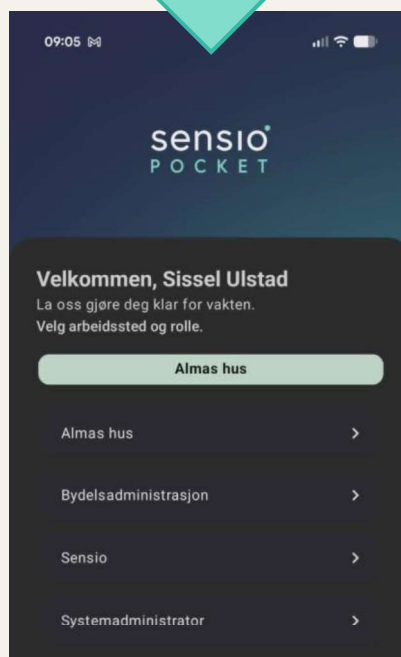 09:05
sensio
POCKET
Velkommen, Sissel Ulstad
La oss gjøre deg klar for vakten.
Velg arbeidssted og rolle.
Almas hus
Almas hus
Bydelsadministrasjon
Sensio
Systemadministrator